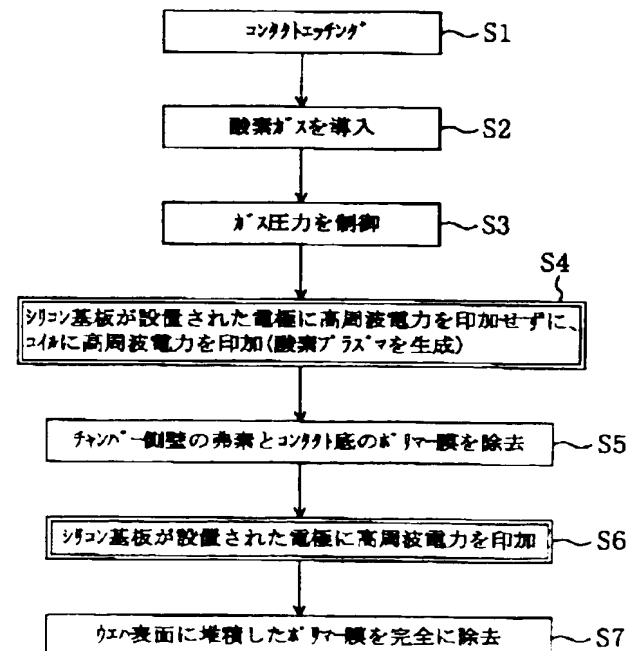 コンタクトエッチング S1
酸素ガスを導入 S2
ガス圧力を制御 S3
S4
シリコン基板が設置された電極に高周波電力を印加せずに、
コイルに高周波電力を印加(酸素プラズマを生成)
チャンバー側壁の弗素とコンタクト底のポリマー膜を除去 S5
シリコン基板が設置された電極に高周波電力を印加 S6
ウエハ表面に堆積したポリマー膜を完全に除去 S7